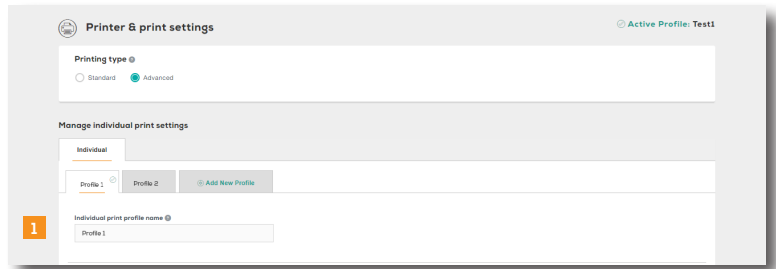 Printer & print settings
Active Profile: Test1
Printing type
Standard
Advanced
Manage individual print settings
Individual
Profile 1
Profile 2
Add New Profile
Individual print profile name
1
Profile 1